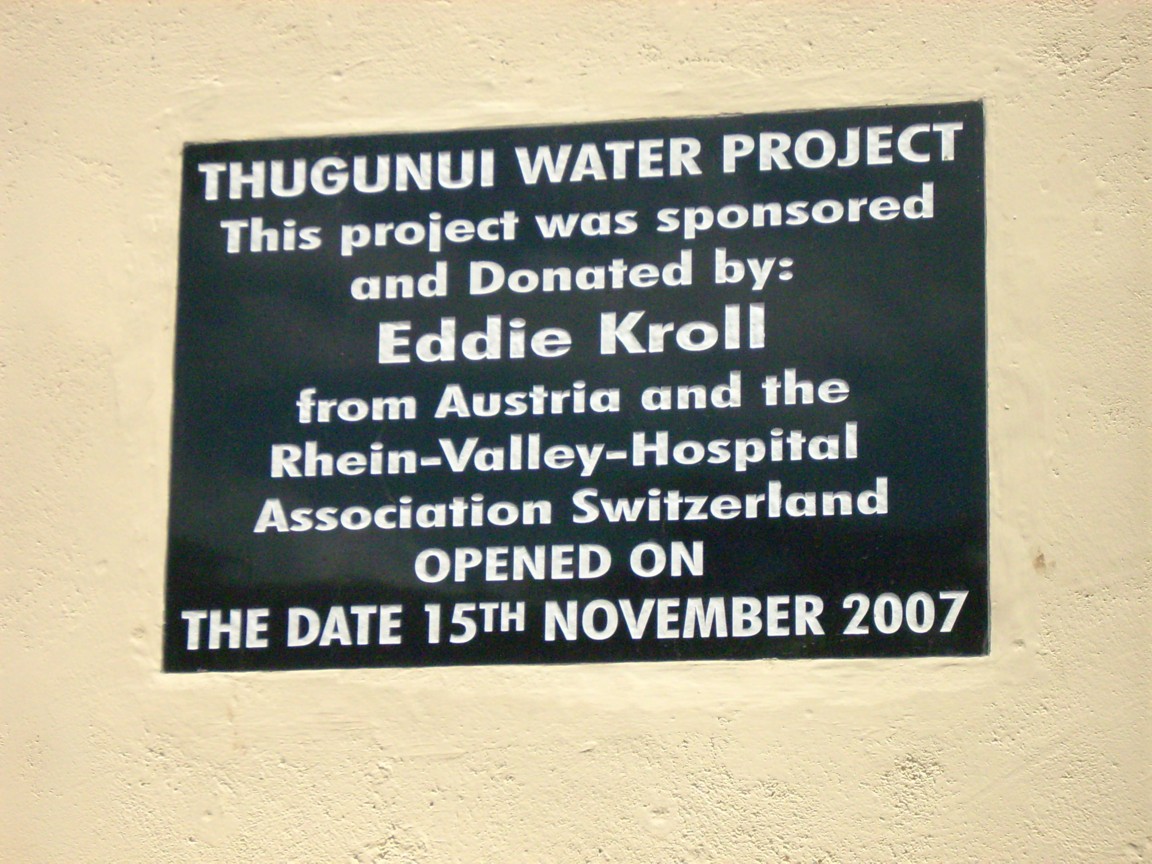 THUGUNUI WATER PROJECT
This project was sponsored
and Donated by:
Eddie Kroll
from Austria and the
Rhein-Valley-Hospital
Association Switzerland
OPENED ON
THE DATE 15TH NOVEMBER 2007